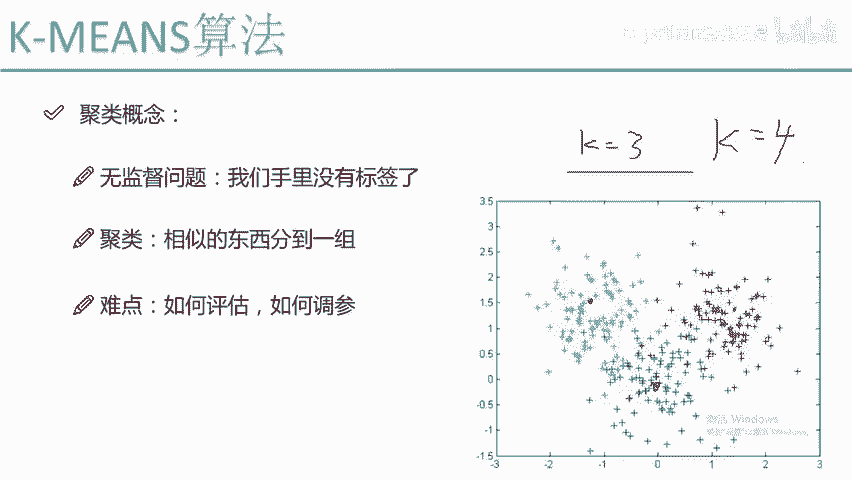 K-MEANS算法
聚类概念：
无监督问题：我们手里没有标签了
聚类：相似的东西分到一组
难点：如何评估，如何调参
k=3
K=4
3.5
3
2.5
2
1.5
1
0.5
0
-0.5
-1
-1.5
-3 -2 -1 0 1 2 3
激活 Windows